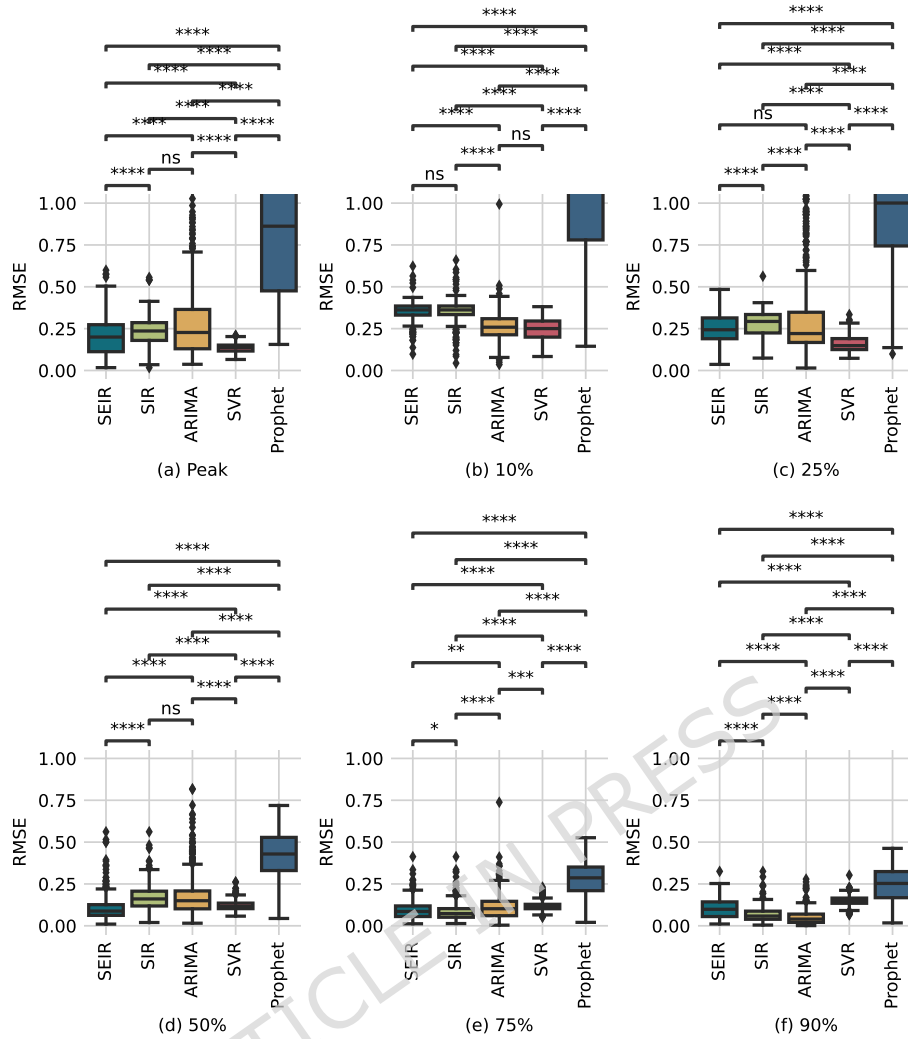 ****
****
****
****
****
****
****
****
ns
****
1.00
0.75
0.50
0.25
0.00
RMSE
SEIR
SIR
ARIMA
SVR
Prophet
(a) Peak
****
****
****
****
****
****
****
ns
****
ns
1.00
0.75
0.50
0.25
0.00
RMSE
SEIR
SIR
ARIMA
SVR
Prophet
(b) 10%
****
****
****
****
****
ns
****
****
****
****
1.00
0.75
0.50
0.25
0.00
RMSE
SEIR
SIR
ARIMA
SVR
Prophet
(c) 25%
****
****
****
****
****
****
****
****
ns
****
1.00
0.75
0.50
0.25
0.00
RMSE
SEIR
SIR
ARIMA
SVR
Prophet
(d) 50%
****
****
****
****
****
**
****
***
****
*
1.00
0.75
0.50
0.25
0.00
RMSE
SEIR
SIR
ARIMA
SVR
Prophet
(e) 75%
****
****
****
****
****
****
****
****
****
****
1.00
0.75
0.50
0.25
0.00
RMSE
SEIR
SIR
ARIMA
SVR
Prophet
(f) 90%
TICLE IN PRESS